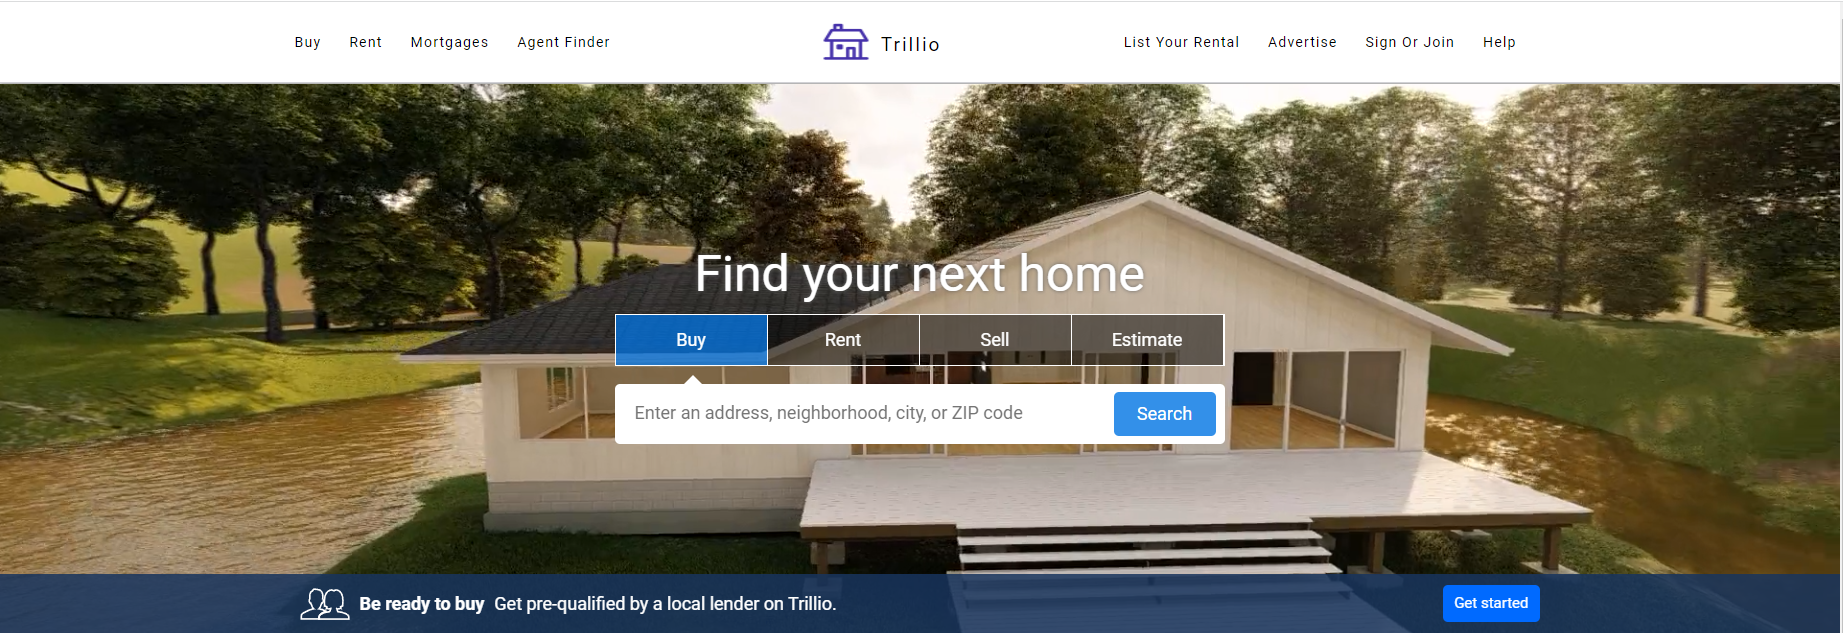 Buy Rent Mortgages Agent Finder Trillio List Your Rental Advertise Sign Or Join Help
Find your next home
Buy Rent Sell Estimate
Enter an address, neighborhood, city, or ZIP code Search
Be ready to buy Get pre-qualified by a local lender on Trillio. Get started